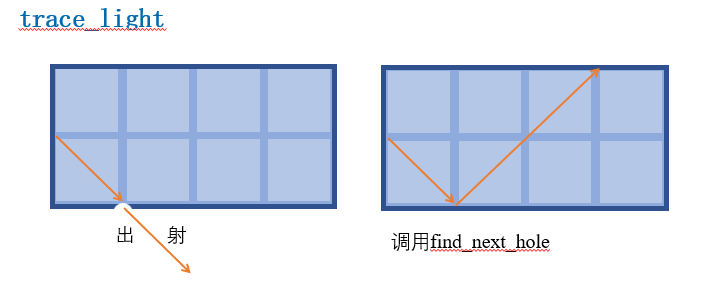 trace_light
出 射
调用find_next_hole